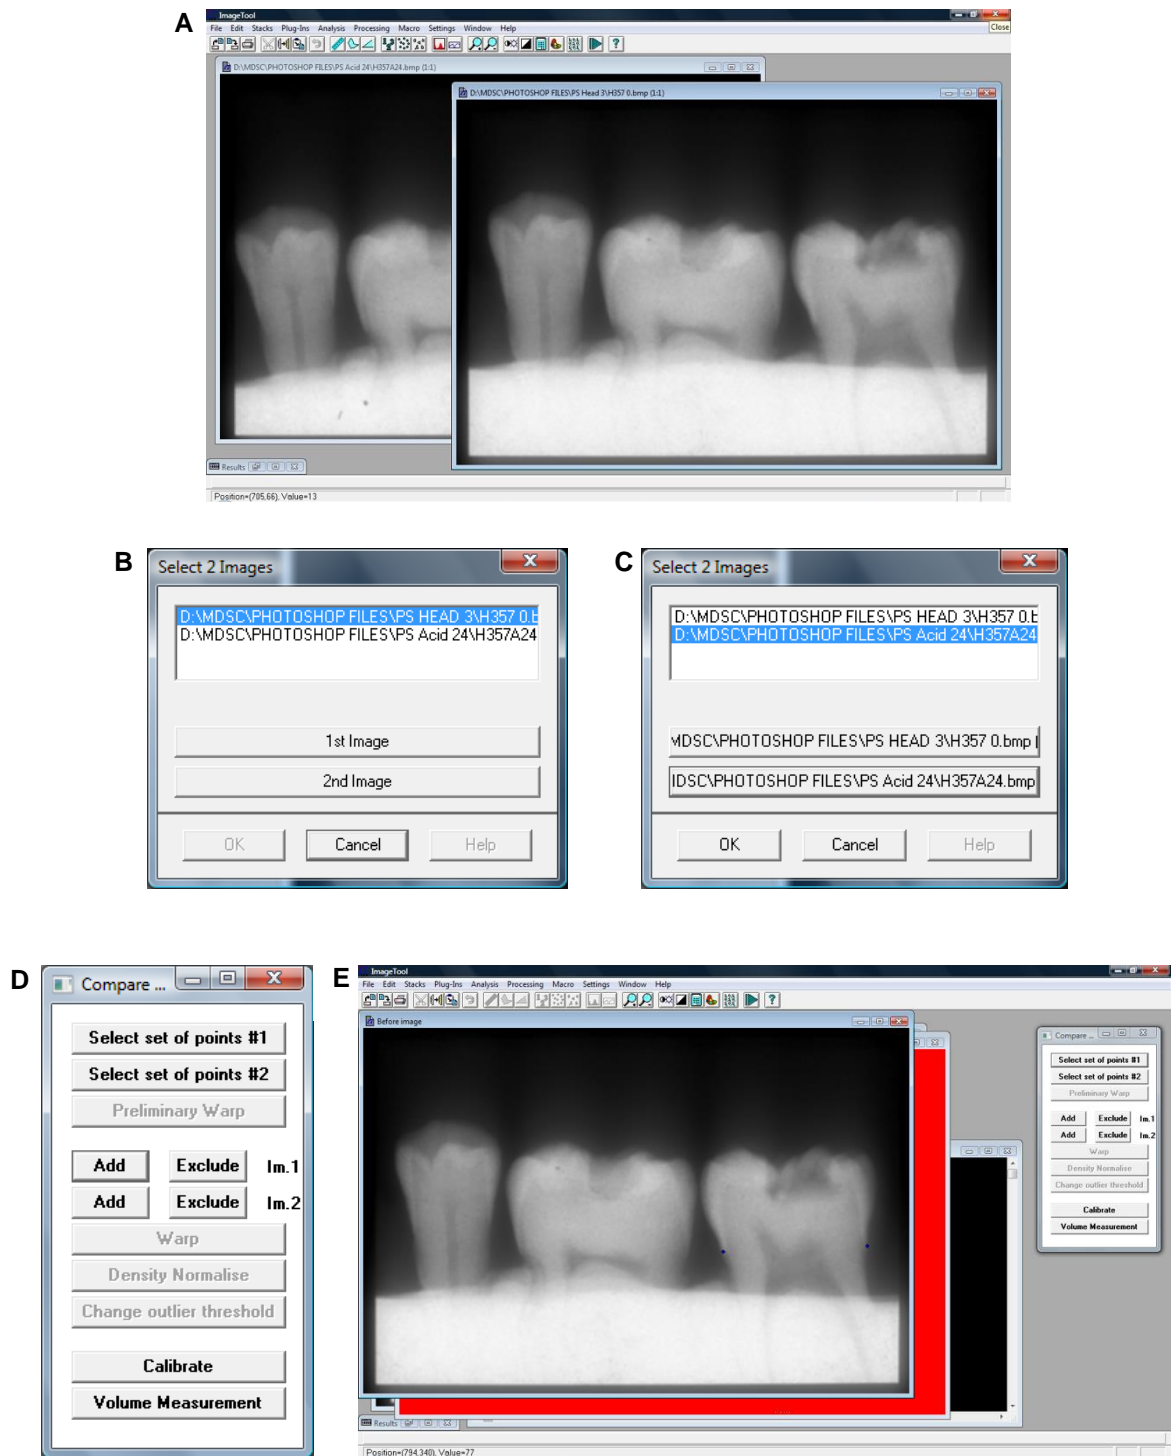 A
ImageTool
File Edit Stacks Plug-Ins Analysis Processing Macro Settings Window Help
Close
D:\MDSC\PHOTOSHOP FILES\PS Acid 24\H357A24.bmp (1:1)
D:\MDSC\PHOTOSHOP FILES\PS Head 3\H357 0.bmp (1:1)
Results
Position=(705,66), Value=13
B
Select 2 Images
D:\MDSC\PHOTOSHOP FILES\PS HEAD 3\H357 0.b
D:\MDSC\PHOTOSHOP FILES\PS Acid 24\H357A24
1st Image
2nd Image
OK Cancel Help
C
Select 2 Images
D:\MDSC\PHOTOSHOP FILES\PS HEAD 3\H357 0.b
D:\MDSC\PHOTOSHOP FILES\PS Acid 24\H357A24
MDSC\PHOTOSHOP FILES\PS HEAD 3\H357 0.bmp
IDSC\PHOTOSHOP FILES\PS Acid 24\H357A24.bmp
OK Cancel Help
D
Compare ...
Select set of points #1
Select set of points #2
Preliminary Warp
Add Exclude Im.1
Add Exclude Im.2
Warp
Density Normalise
Change outlier threshold
Calibrate
Volume Measurement
E
ImageTool
File Edit Stacks Plug-Ins Analysis Processing Macro Settings Window Help
Before image
Compare ...
Select set of points #1
Select set of points #2
Preliminary Warp
Add Exclude Im.1
Add Exclude Im.2
Warp
Density Normalise
Change outlier threshold
Calibrate
Volume Measurement
Results
Position=(794,340), Value=77